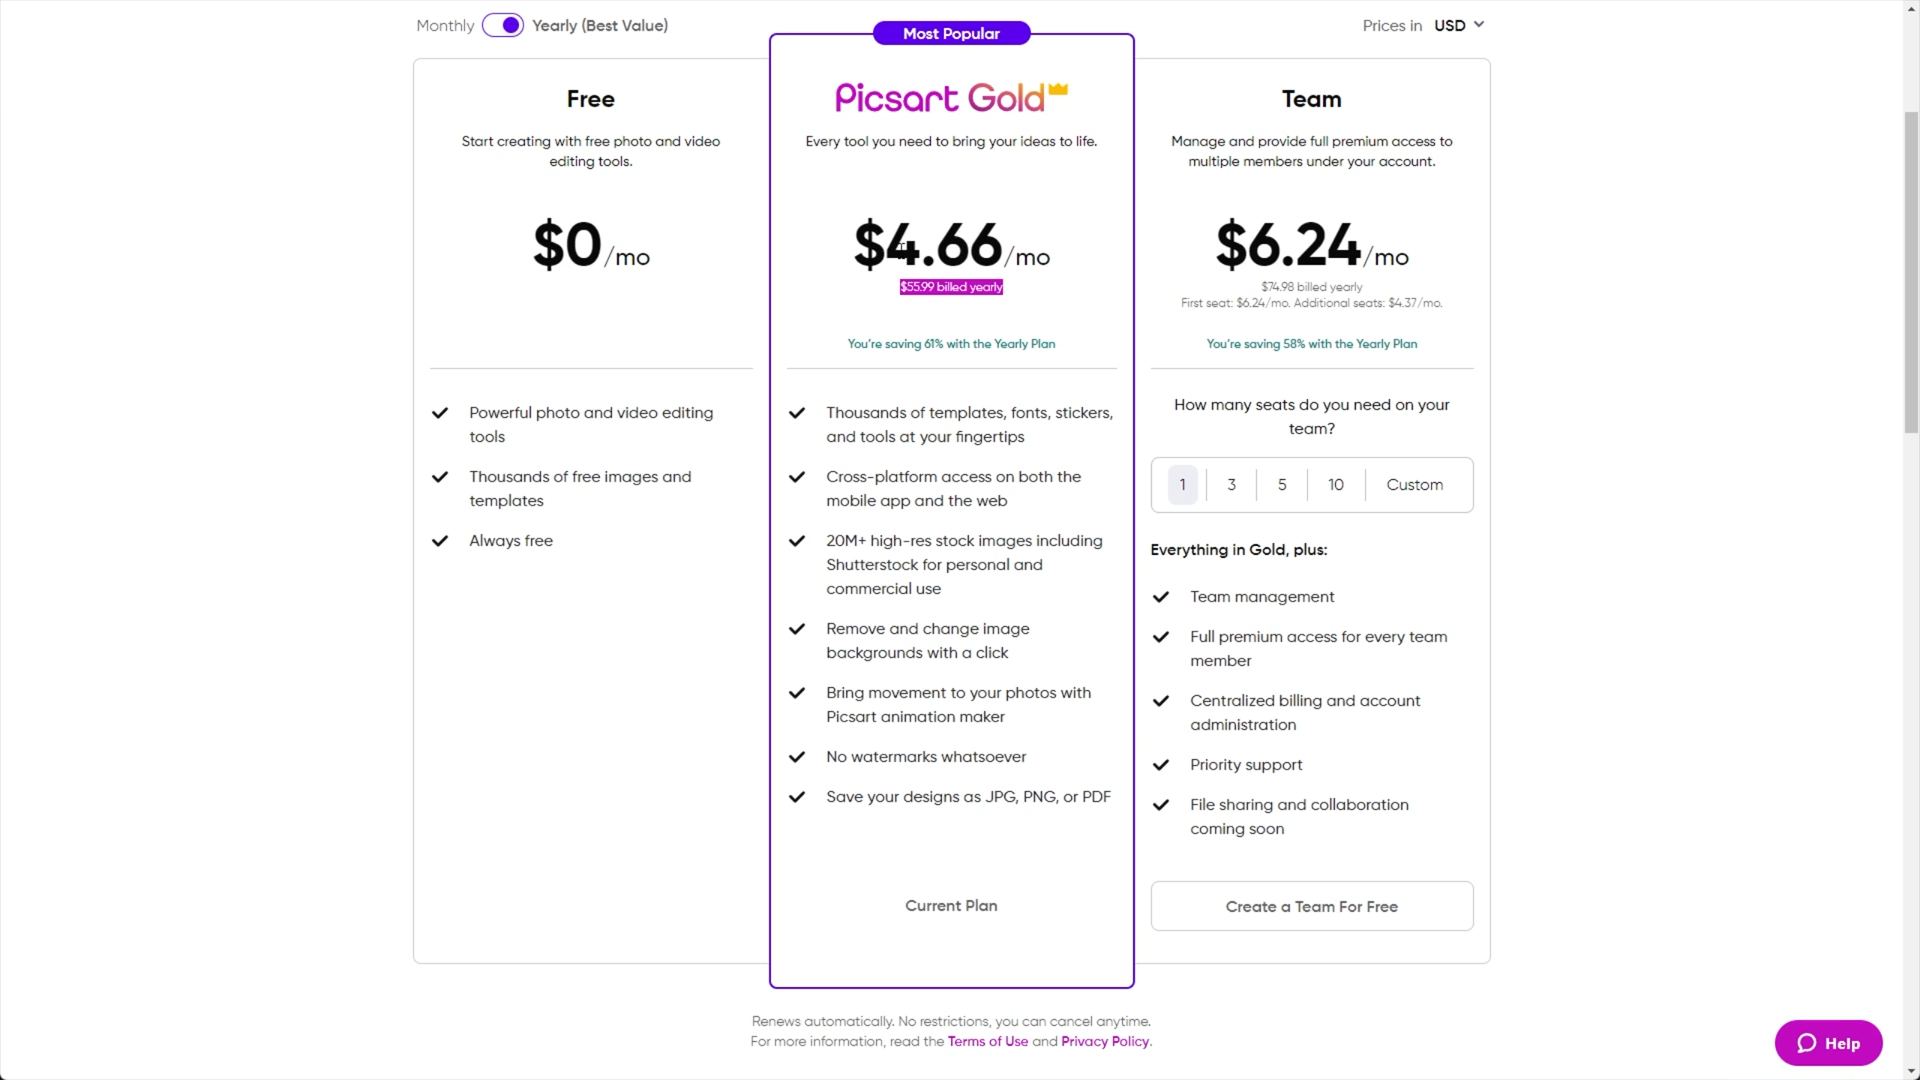 Monthly Yearly (Best Value)
Prices in USD
Free
Start creating with free photo and video
editing tools.
$0/mo
Powerful photo and video editing
tools
Thousands of free images and
templates
Always free
Most Popular
Picsart Gold
Every tool you need to bring your ideas to life.
$4.66/mo
$55.99 billed yearly
You're saving 61% with the Yearly Plan
Thousands of templates, fonts, stickers,
and tools at your fingertips
Cross-platform access on both the
mobile app and the web
20M+ high-res stock images including
Shutterstock for personal and
commercial use
Remove and change image
backgrounds with a click
Bring movement to your photos with
Picsart animation maker
No watermarks whatsoever
Save your designs as JPG, PNG, or PDF
Current Plan
Team
Manage and provide full premium access to
multiple members under your account.
$6.24/mo
$74.98 billed yearly
First seat: $6.24/mo. Additional seats: $4.37/mo.
You're saving 58% with the Yearly Plan
How many seats do you need on your
team?
1 3 5 10 Custom
Everything in Gold, plus:
Team management
Full premium access for every team
member
Centralized billing and account
administration
Priority support
File sharing and collaboration
coming soon
Create a Team For Free
Renews automatically. No restrictions, you can cancel anytime.
For more information, read the Terms of Use and Privacy Policy.
Help